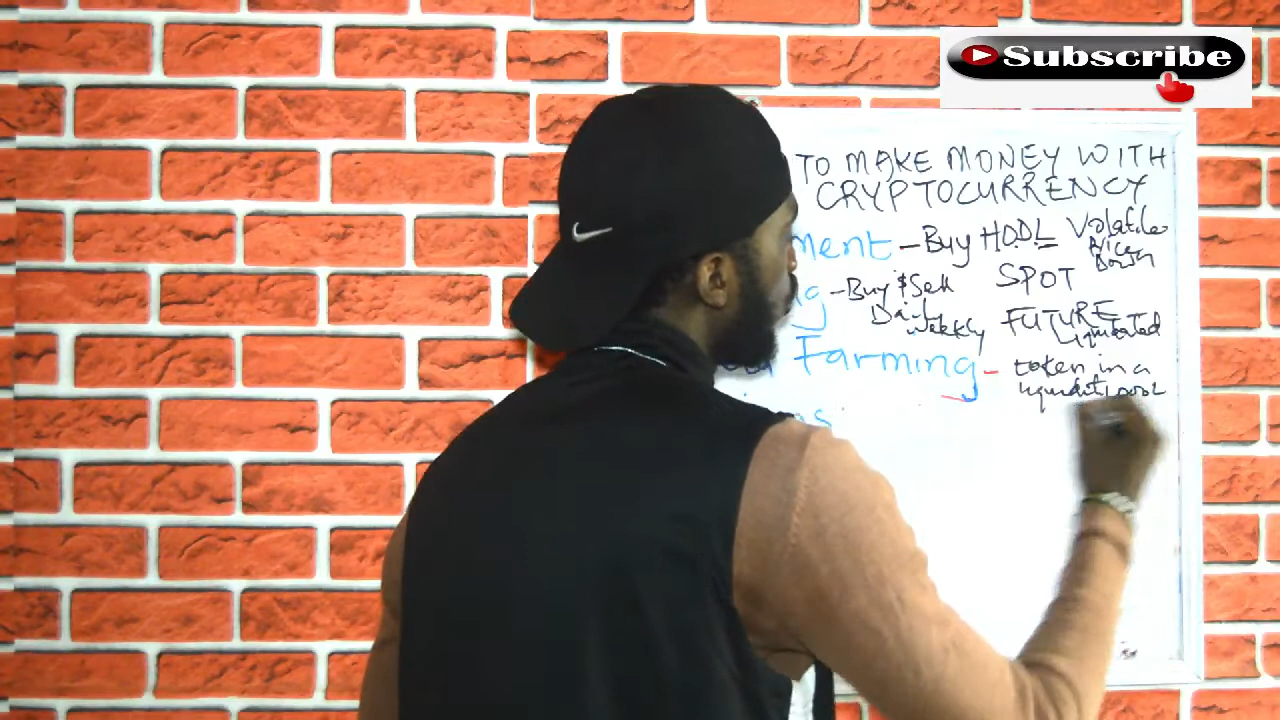 Subscribe
TO MAKE MONEY WITH
CRYPTOCURRENCY
ment - Buy HODL Volatile
Down
g - Buy & Sell SPOT
Daily
Weekly FUTURE
Liquidated
Farming - token in a
liquidity pool